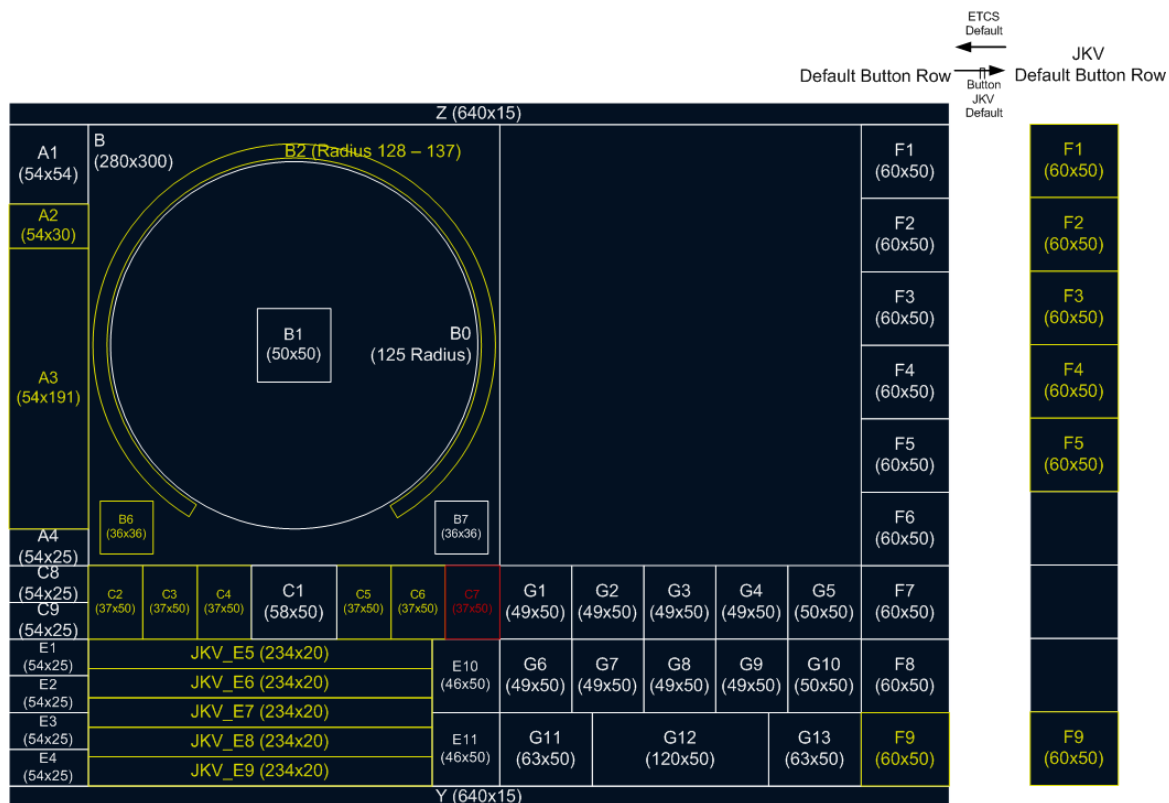 ETCS
Default
JKV
Default Button Row
Default Button Row
Button
JKV
Default
Z (640x15)
A1
(54x54)
B
(280x300)
B2 (Radius 128 – 137)
F1
(60x50)
F1
(60x50)
A2
(54x30)
F2
(60x50)
F2
(60x50)
F3
(60x50)
F3
(60x50)
B1
(50x50)
B0
(125 Radius)
A3
(54x191)
F4
(60x50)
F4
(60x50)
F5
(60x50)
F5
(60x50)
B6
(36x36)
B7
(36x36)
F6
(60x50)
A4
(54x25)
C8
(54x25)
C9
(54x25)
C2
(37x50)
C3
(37x50)
C4
(37x50)
C1
(58x50)
C5
(37x50)
C6
(37x50)
C7
(37x50)
G1
(49x50)
G2
(49x50)
G3
(49x50)
G4
(49x50)
G5
(50x50)
F7
(60x50)
E1
(54x25)
E2
(54x25)
JKV_E5 (234x20)
JKV_E6 (234x20)
JKV_E7 (234x20)
E10
(46x50)
G6
(49x50)
G7
(49x50)
G8
(49x50)
G9
(49x50)
G10
(50x50)
F8
(60x50)
E3
(54x25)
E4
(54x25)
JKV_E8 (234x20)
JKV_E9 (234x20)
E11
(46x50)
G11
(63x50)
G12
(120x50)
G13
(63x50)
F9
(60x50)
F9
(60x50)
Y (640x15)